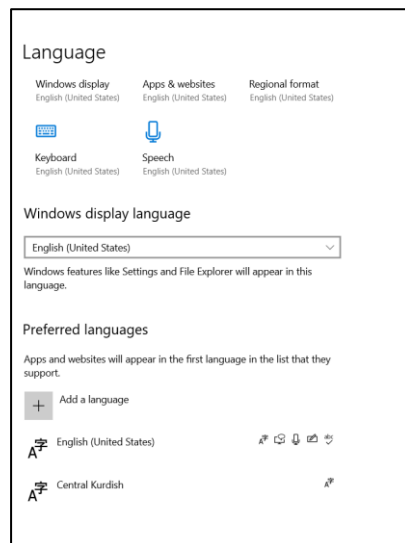 Language
Windows display Apps & websites Regional format
English (United States) English (United States) English (United States)
Keyboard Speech
English (United States) English (United States)
Windows display language
English (United States)
Windows features like Settings and File Explorer will appear in this
language.
Preferred languages
Apps and websites will appear in the first language in the list that they
support.
Add a language
English (United States)
Central Kurdish